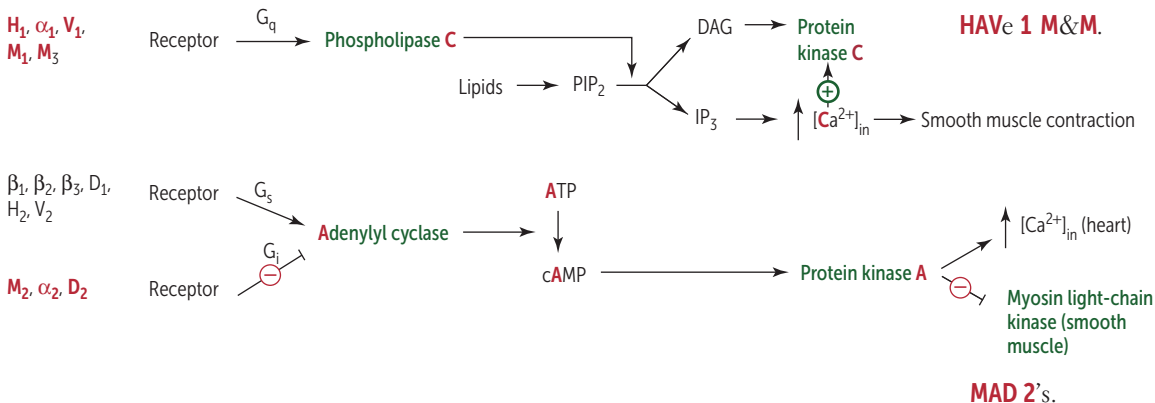 H₁, α₁, V₁,
M₁, M₃
Receptor
Gq
Phospholipase C
Lipids
PIP₂
DAG
IP₃
Protein
kinase C
+
[Ca²⁺]in
Smooth muscle contraction
HAVe 1 M&M.
β₁, β₂, β₃, D₁,
H₂, V₂
Receptor
Gs
Adenylyl cyclase
Gi
−
M₂, α₂, D₂
Receptor
ATP
cAMP
Protein kinase A
[Ca²⁺]in (heart)
−
Myosin light-chain
kinase (smooth
muscle)
MAD 2's.